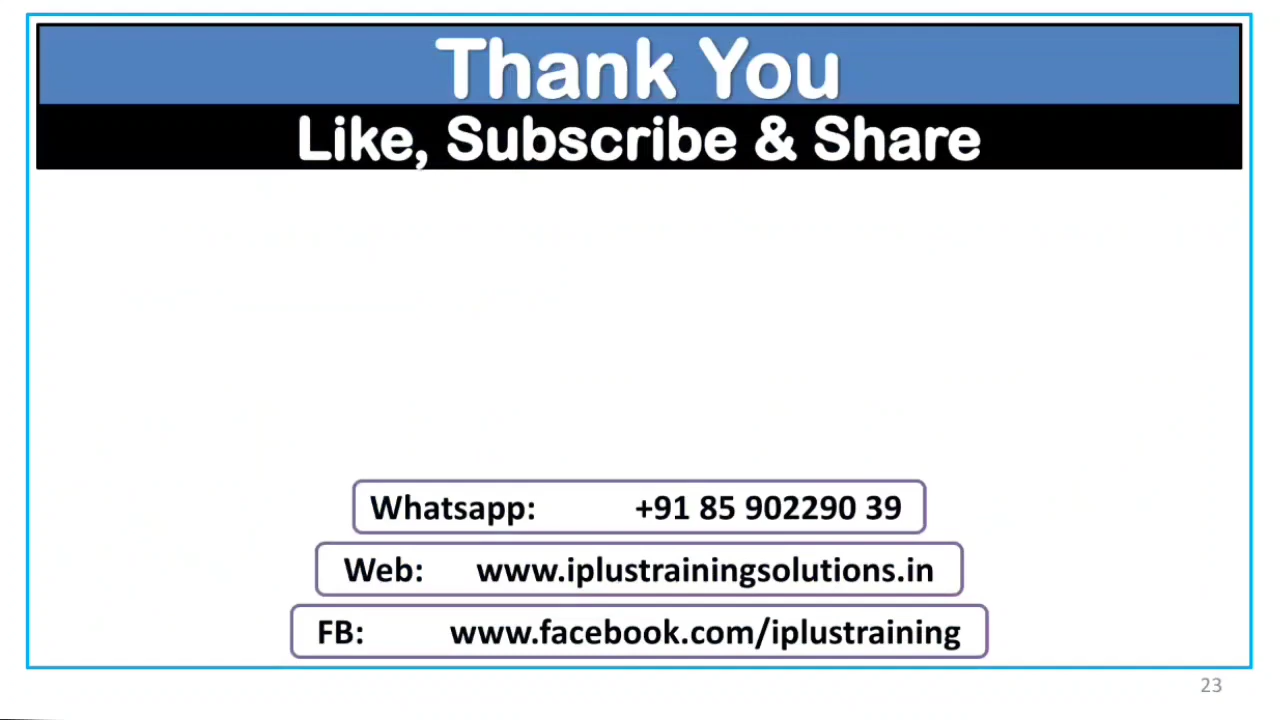 Thank You
Like, Subscribe & Share
Whatsapp: +91 85 902290 39
Web: www.iplustrainingsolutions.in
FB: www.facebook.com/iplustraining
23